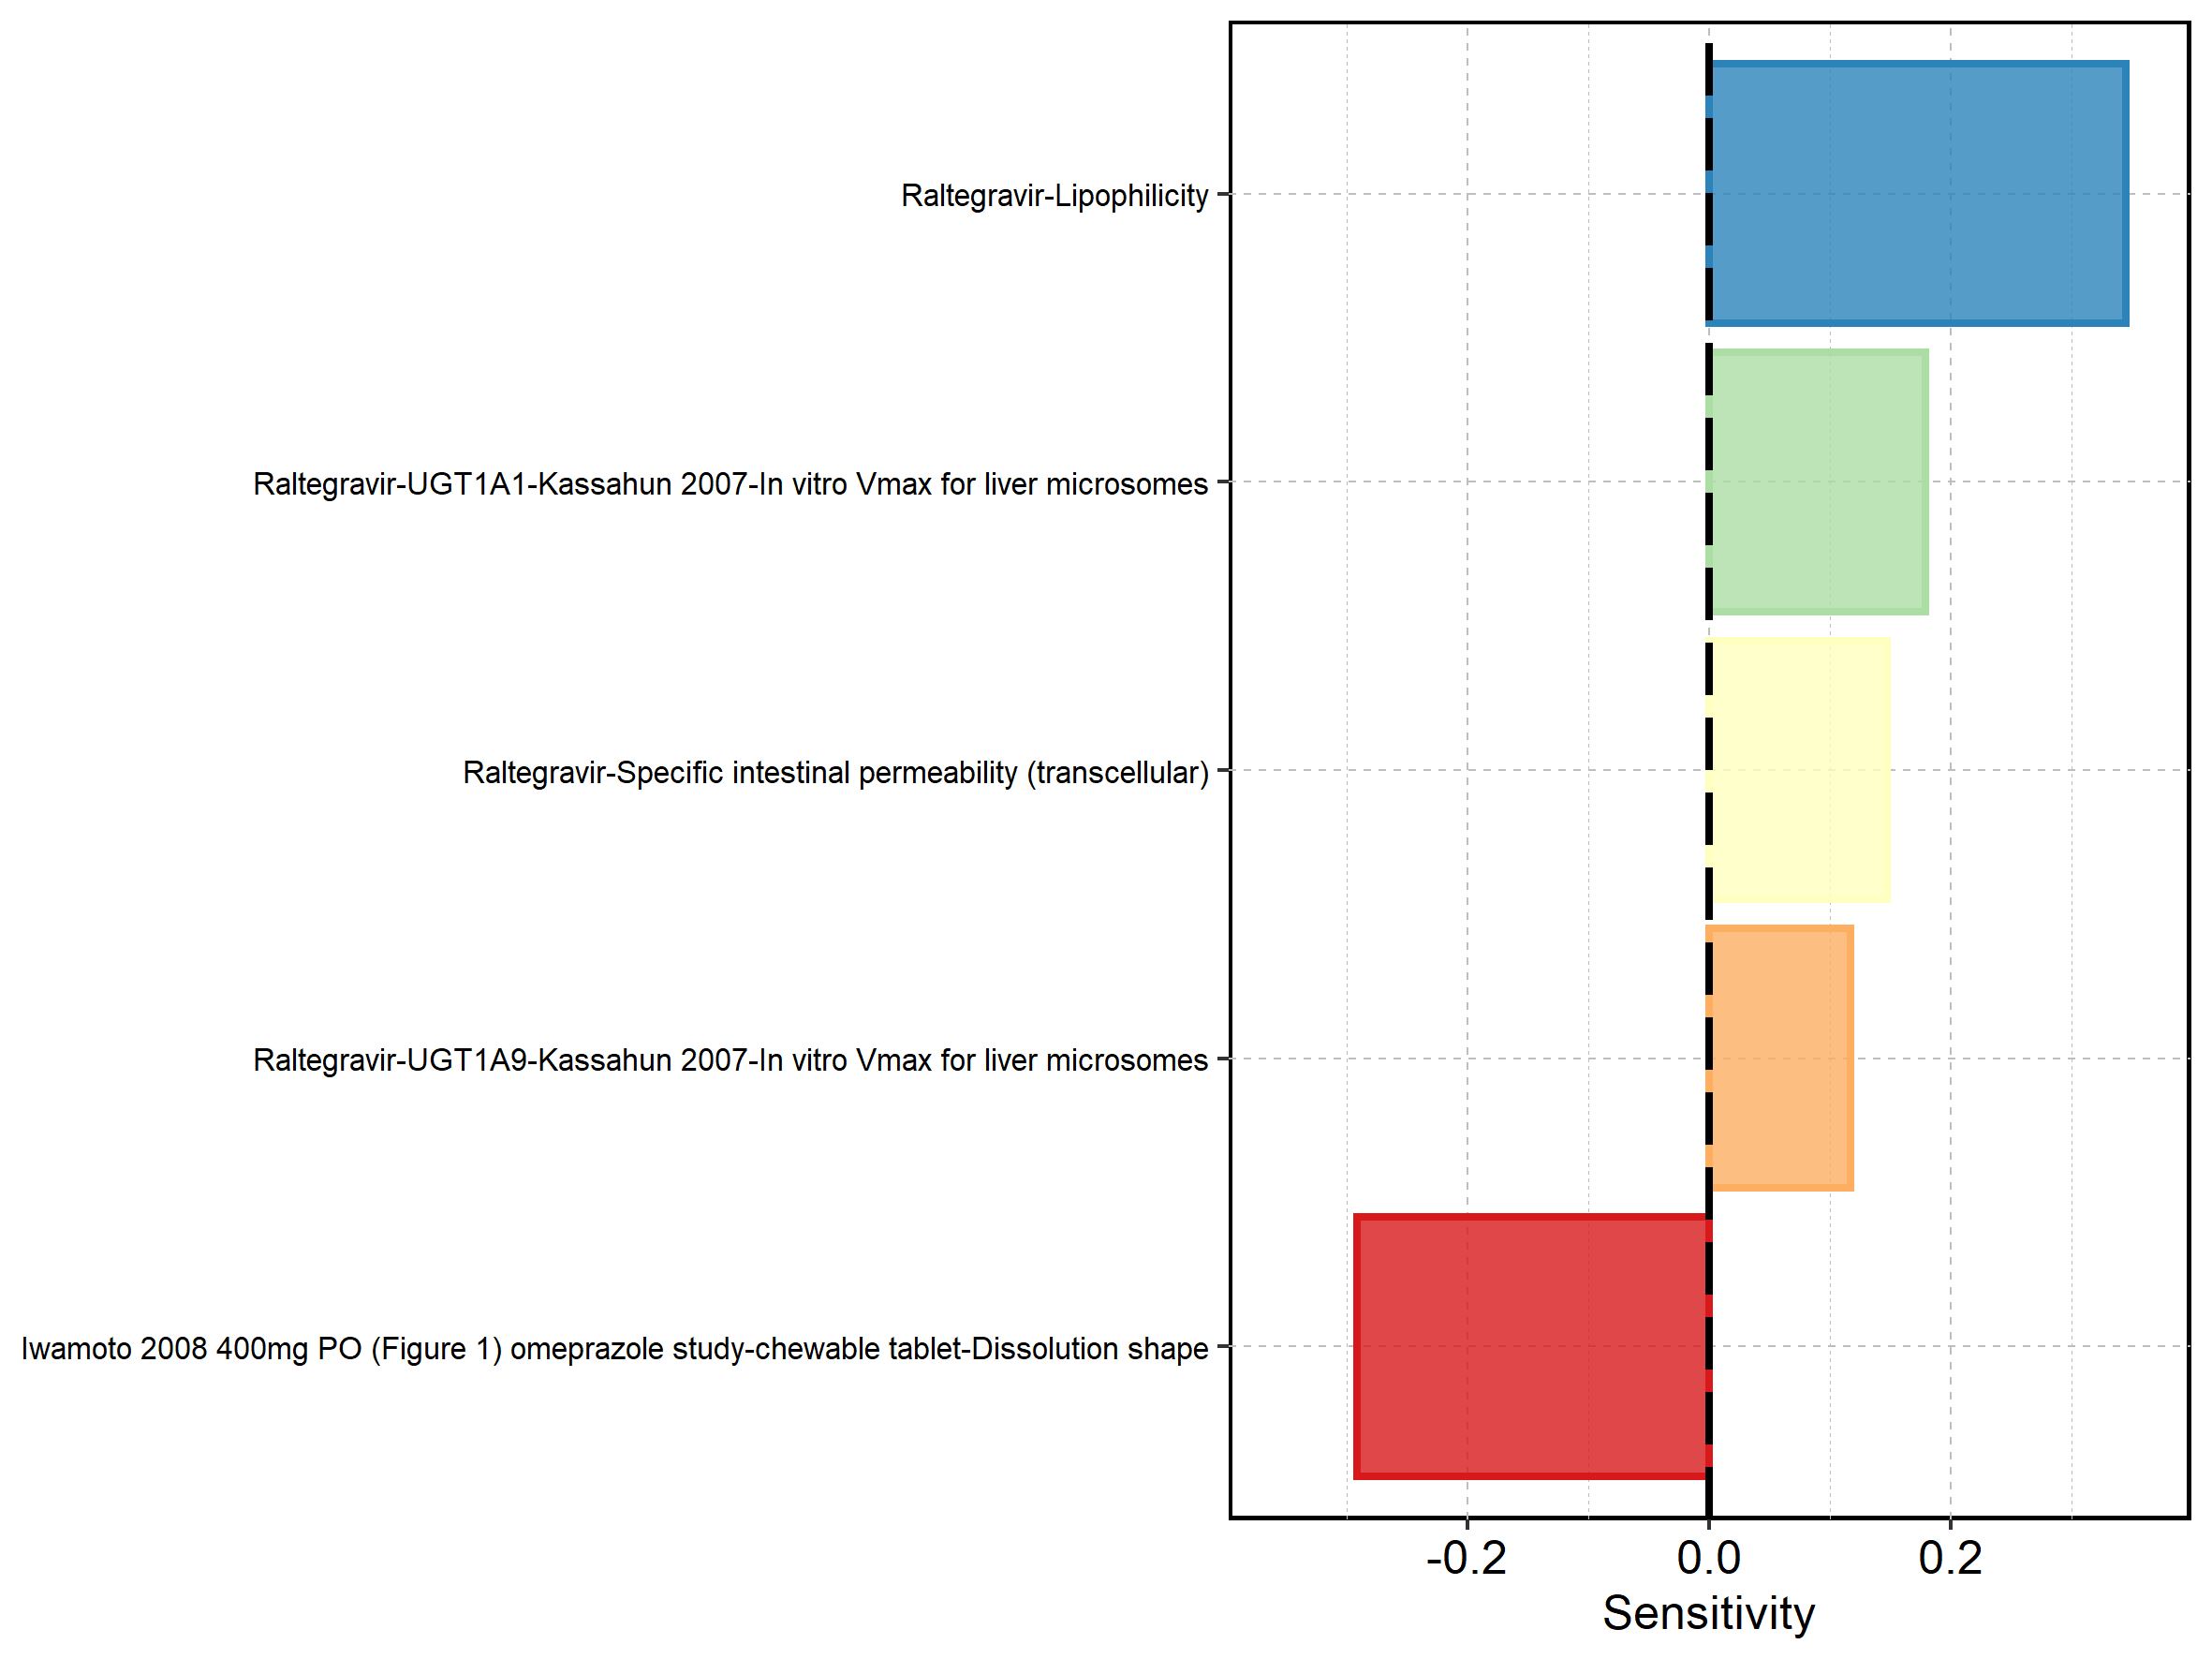 Raltegravir-Lipophilicity
Raltegravir-UGT1A1-Kassahun 2007-In vitro Vmax for liver microsomes
Raltegravir-Specific intestinal permeability (transcellular)
Raltegravir-UGT1A9-Kassahun 2007-In vitro Vmax for liver microsomes
Iwamoto 2008 400mg PO (Figure 1) omeprazole study-chewable tablet-Dissolution shape
-0.2 0.0 0.2
Sensitivity